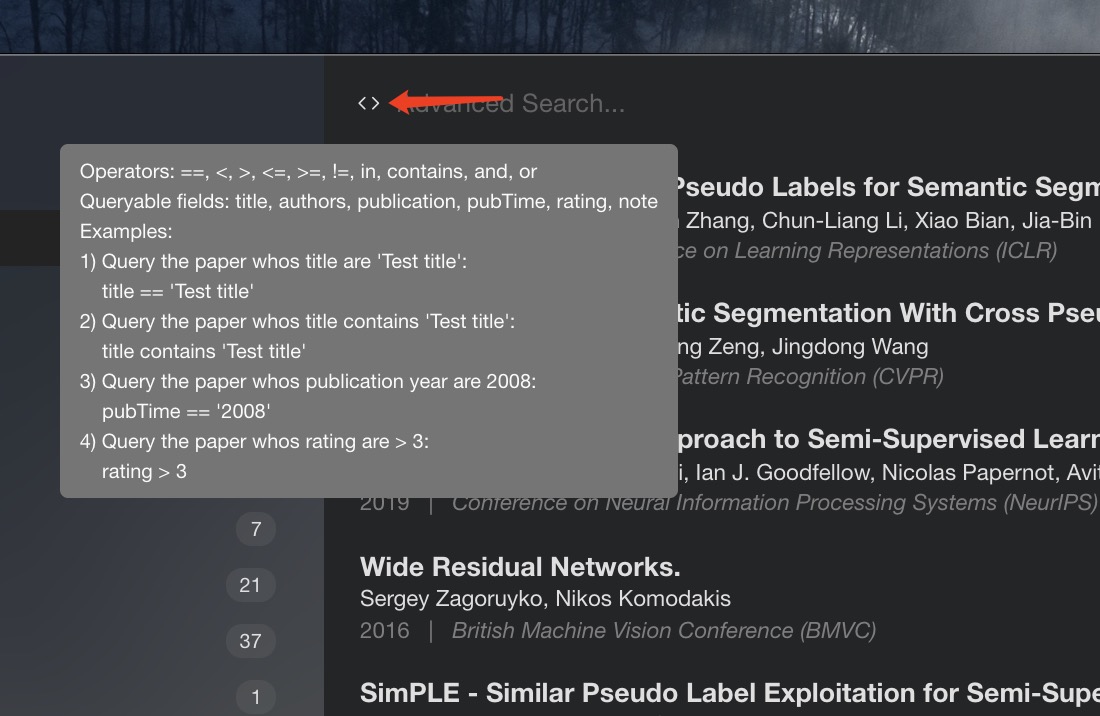 <> Advanced Search...
Operators: ==, <, >, <=, >=, !=, in, contains, and, or
Queryable fields: title, authors, publication, pubTime, rating, note
Examples:
1) Query the paper whos title are 'Test title':
title == 'Test title'
2) Query the paper whos title contains 'Test title':
title contains 'Test title'
3) Query the paper whos publication year are 2008:
pubTime == '2008'
4) Query the paper whos rating are > 3:
rating > 3
Pseudo Labels for Semantic Segm
Zhang, Chun-Liang Li, Xiao Bian, Jia-Bin
ce on Learning Representations (ICLR)
tic Segmentation With Cross Pseu
ng Zeng, Jingdong Wang
Pattern Recognition (CVPR)
proach to Semi-Supervised Learn
i, Ian J. Goodfellow, Nicolas Papernot, Avit
2019 | Conference on Neural Information Processing Systems (NeurIPS)
7
Wide Residual Networks.
21
Sergey Zagoruyko, Nikos Komodakis
37
2016 | British Machine Vision Conference (BMVC)
1
SimPLE - Similar Pseudo Label Exploitation for Semi-Supe